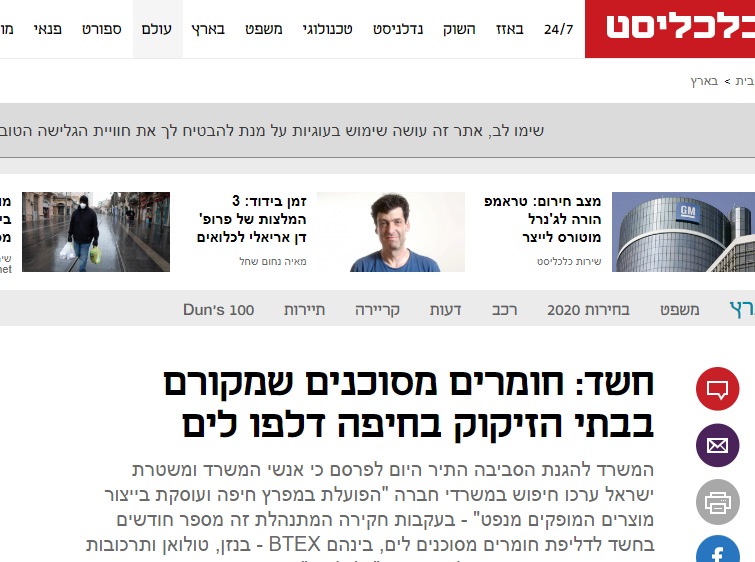 כלכליסט
24/7 באזז השוק נדלניסט טכנולוגי משפט בארץ עולם ספורט פנאי
בית > בארץ
שימו לב, אתר זה עושה שימוש בעוגיות על מנת להבטיח לך את חוויית הגלישה
מצב חירום: טראמפ
הורה לג'נרל
מוטורס לייצר
שירות כלכליסט
GM
זמן בידוד: 3
המלצות של פרופ'
דן אריאלי לכלואים
מאיה נחום שחל
משפט בחירות 2020 רכב דעות קריירה תיירות Dun's 100
חשד: חומרים מסוכנים שמקורם
בבתי הזיקוק בחיפה דלפו לים
המשרד להגנת הסביבה התיר היום לפרסם כי אנשי המשרד ומשטרת
ישראל ערכו חיפוש במשרדי חברה "הפועלת במפרץ חיפה ועוסקת בייצור
מוצרים המופקים מנפט" - בעקבות חקירה המתנהלת זה מספר חודשים
בחשד לדליפת חומרים מסוכנים לים, בינהם BTEX - בנזן, טולואן ותרכובות